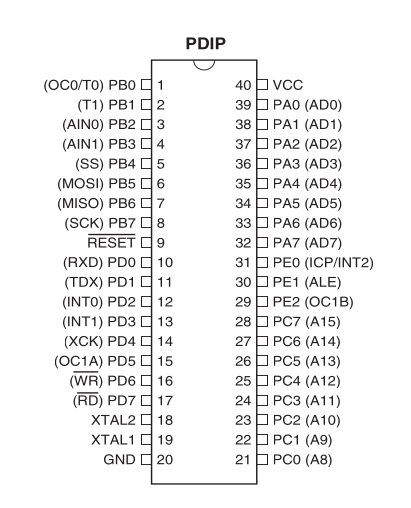 PDIP
(OC0/T0) PB0 1 40 VCC
(T1) PB1 2 39 PA0 (AD0)
(AIN0) PB2 3 38 PA1 (AD1)
(AIN1) PB3 4 37 PA2 (AD2)
(SS) PB4 5 36 PA3 (AD3)
(MOSI) PB5 6 35 PA4 (AD4)
(MISO) PB6 7 34 PA5 (AD5)
(SCK) PB7 8 33 PA6 (AD6)
RESET 9 32 PA7 (AD7)
(RXD) PD0 10 31 PE0 (ICP/INT2)
(TDX) PD1 11 30 PE1 (ALE)
(INT0) PD2 12 29 PE2 (OC1B)
(INT1) PD3 13 28 PC7 (A15)
(XCK) PD4 14 27 PC6 (A14)
(OC1A) PD5 15 26 PC5 (A13)
(WR) PD6 16 25 PC4 (A12)
(RD) PD7 17 24 PC3 (A11)
XTAL2 18 23 PC2 (A10)
XTAL1 19 22 PC1 (A9)
GND 20 21 PC0 (A8)